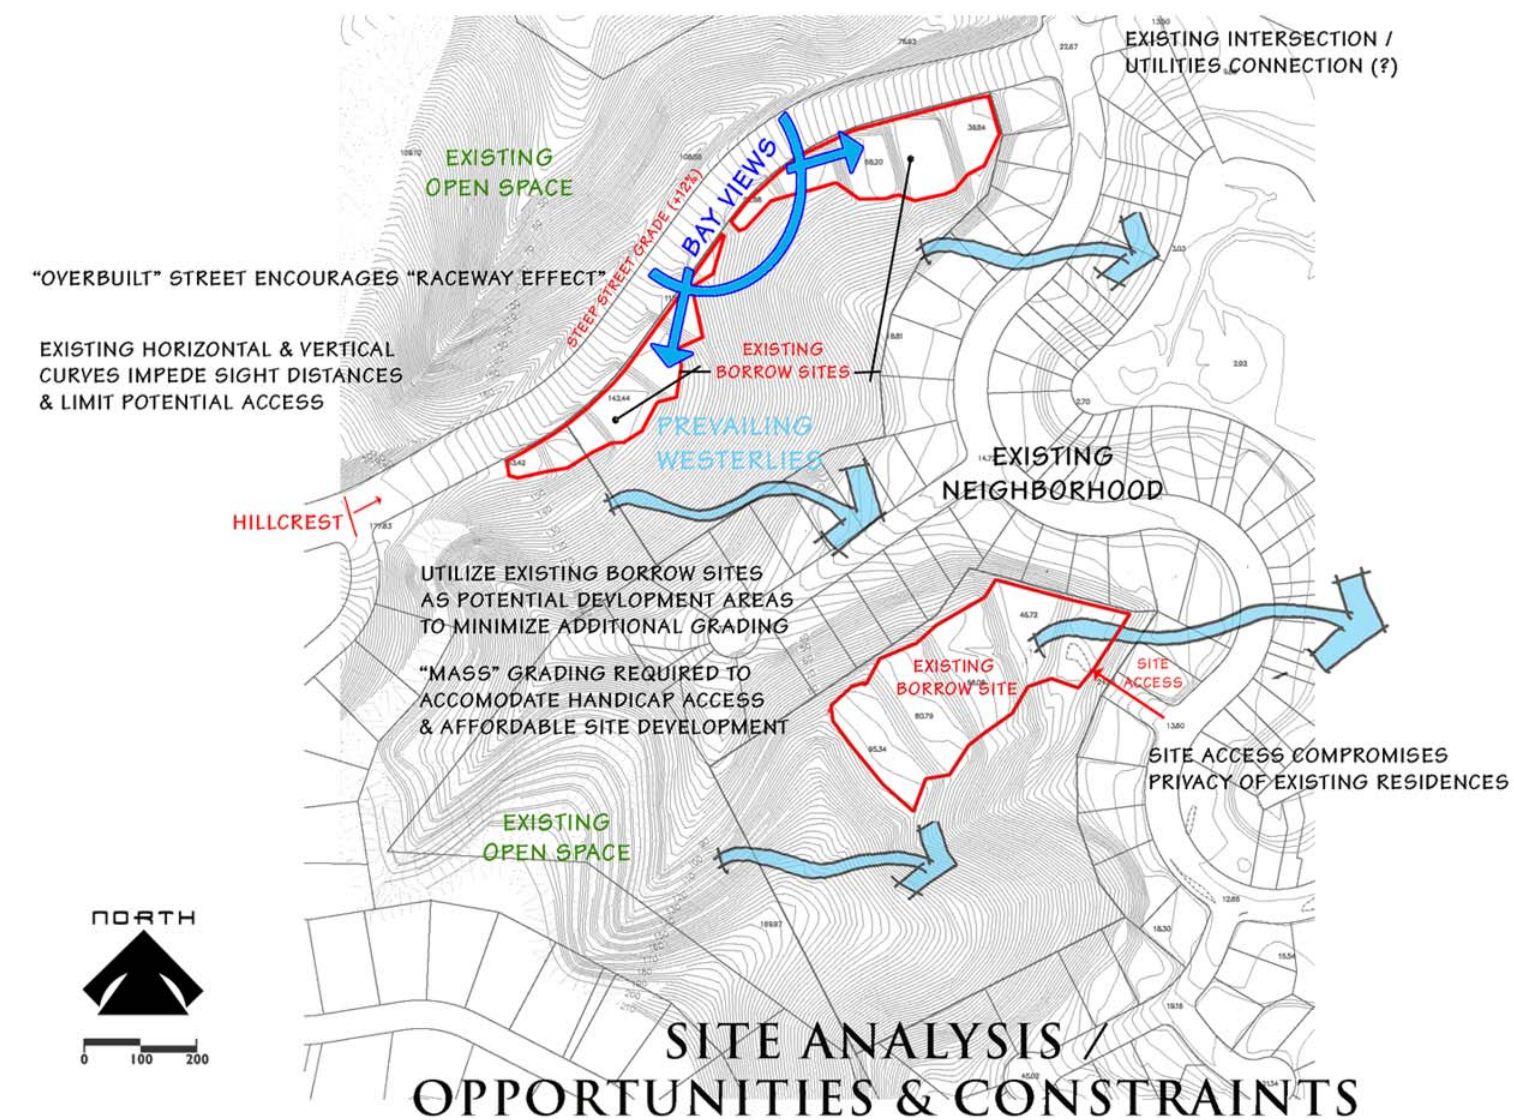 EXISTING INTERSECTION /
UTILITIES CONNECTION (?)
EXISTING
OPEN SPACE
BAY VIEWS
STEEP STREET GRADE (+12%)
"OVERBUILT" STREET ENCOURAGES "RACEWAY EFFECT"
EXISTING HORIZONTAL & VERTICAL
CURVES IMPEDE SIGHT DISTANCES
& LIMIT POTENTIAL ACCESS
EXISTING
BORROW SITES
PREVAILING
WESTERLIES
EXISTING
NEIGHBORHOOD
HILLCREST
UTILIZE EXISTING BORROW SITES
AS POTENTIAL DEVLOPMENT AREAS
TO MINIMIZE ADDITIONAL GRADING
"MASS" GRADING REQUIRED TO
ACCOMODATE HANDICAP ACCESS
& AFFORDABLE SITE DEVELOPMENT
EXISTING
BORROW SITE
SITE
ACCESS
SITE ACCESS COMPROMISES
PRIVACY OF EXISTING RESIDENCES
EXISTING
OPEN SPACE
NORTH
0 100 200
SITE ANALYSIS /
OPPORTUNITIES & CONSTRAINTS